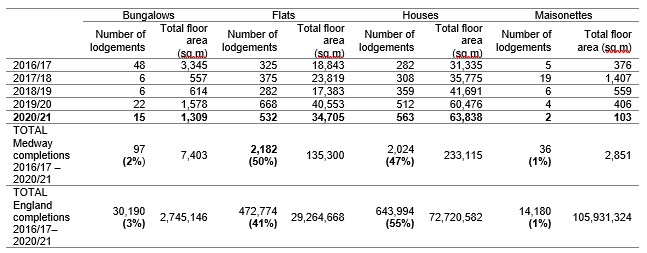 Bungalows Flats Houses Maisonettes
Number of lodgements Total floor area (sq.m) Number of lodgements Total floor area (sq.m) Number of lodgements Total floor area (sq.m) Number of lodgements Total floor area (sq.m)
2016/17 48 3,345 325 18,843 282 31,335 5 376
2017/18 6 557 375 23,819 308 35,775 19 1,407
2018/19 6 614 282 17,383 359 41,691 6 559
2019/20 22 1,578 668 40,553 512 60,476 4 406
2020/21 15 1,309 532 34,705 563 63,838 2 103
TOTAL
Medway
completions
2016/17 –
2020/21
97 (2%) 7,403 2,182 (50%) 135,300 2,024 (47%) 233,115 36 (1%) 2,851
TOTAL
England
completions
2016/17–
2020/21
30,190 (3%) 2,745,146 472,774 (41%) 29,264,668 643,994 (55%) 72,720,582 14,180 (1%) 105,931,324